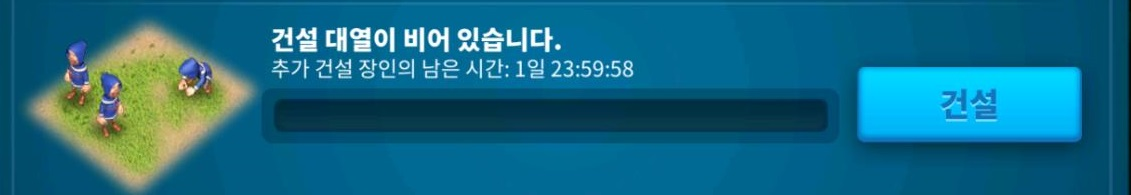 건설 대열이 비어 있습니다.
추가 건설 장인의 남은 시간: 1일 23:59:58
건설